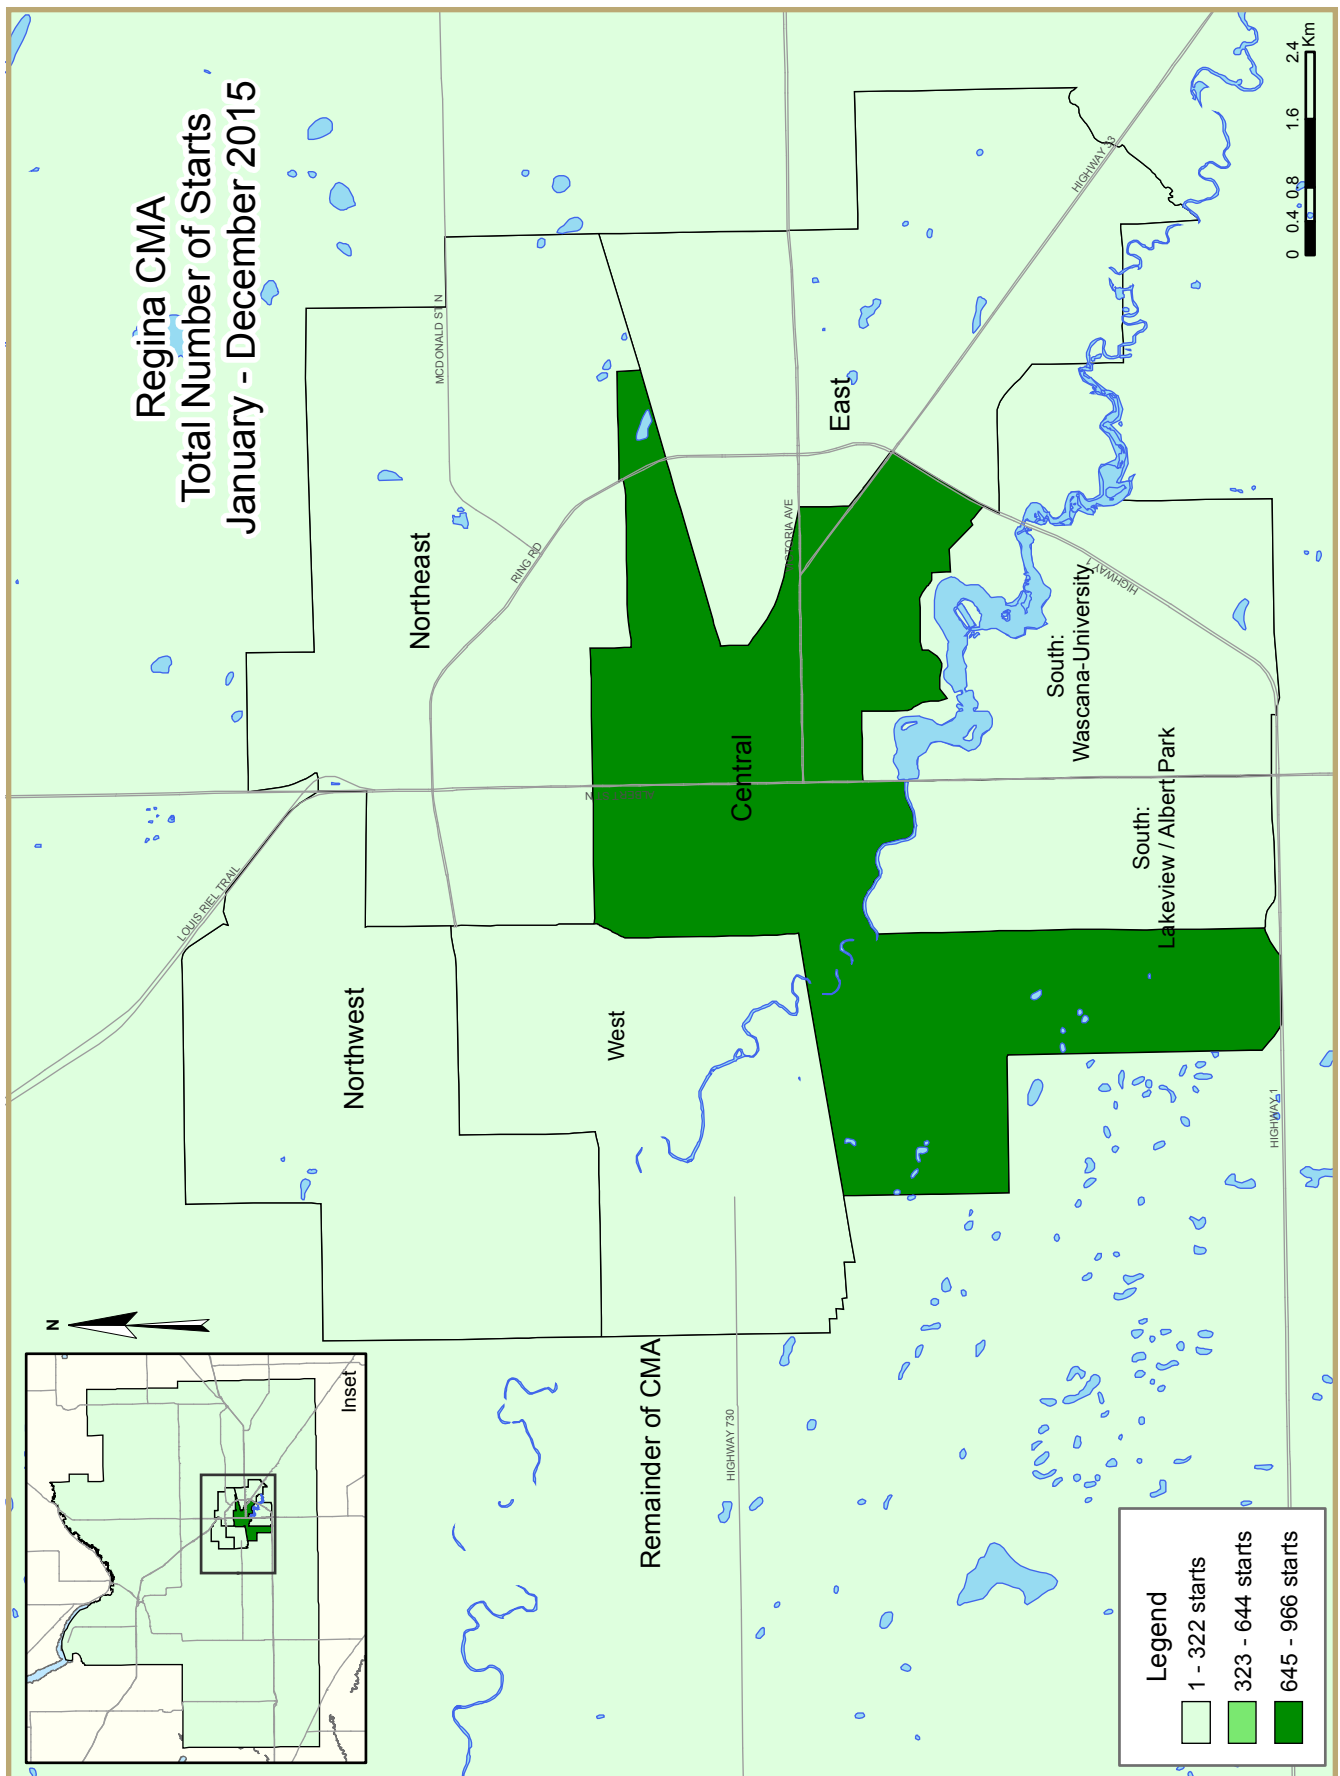 Regina CMA
Total Number of Starts
January - December 2015
N
Inset
LOUIS RIEL TRAIL
MCDONALD ST N
RING RD
Northwest
Northeast
West
N
Central
East
Remainder of CMA
HIGHWAY 730
HIGHWAY 33
South:
Wascana-University
HIGHWAY 1
South:
Lakeview / Albert Park
HIGHWAY 1
Legend
1 - 322 starts
323 - 644 starts
645 - 966 starts
0 0.4 0.8 1.6 2.4
Km